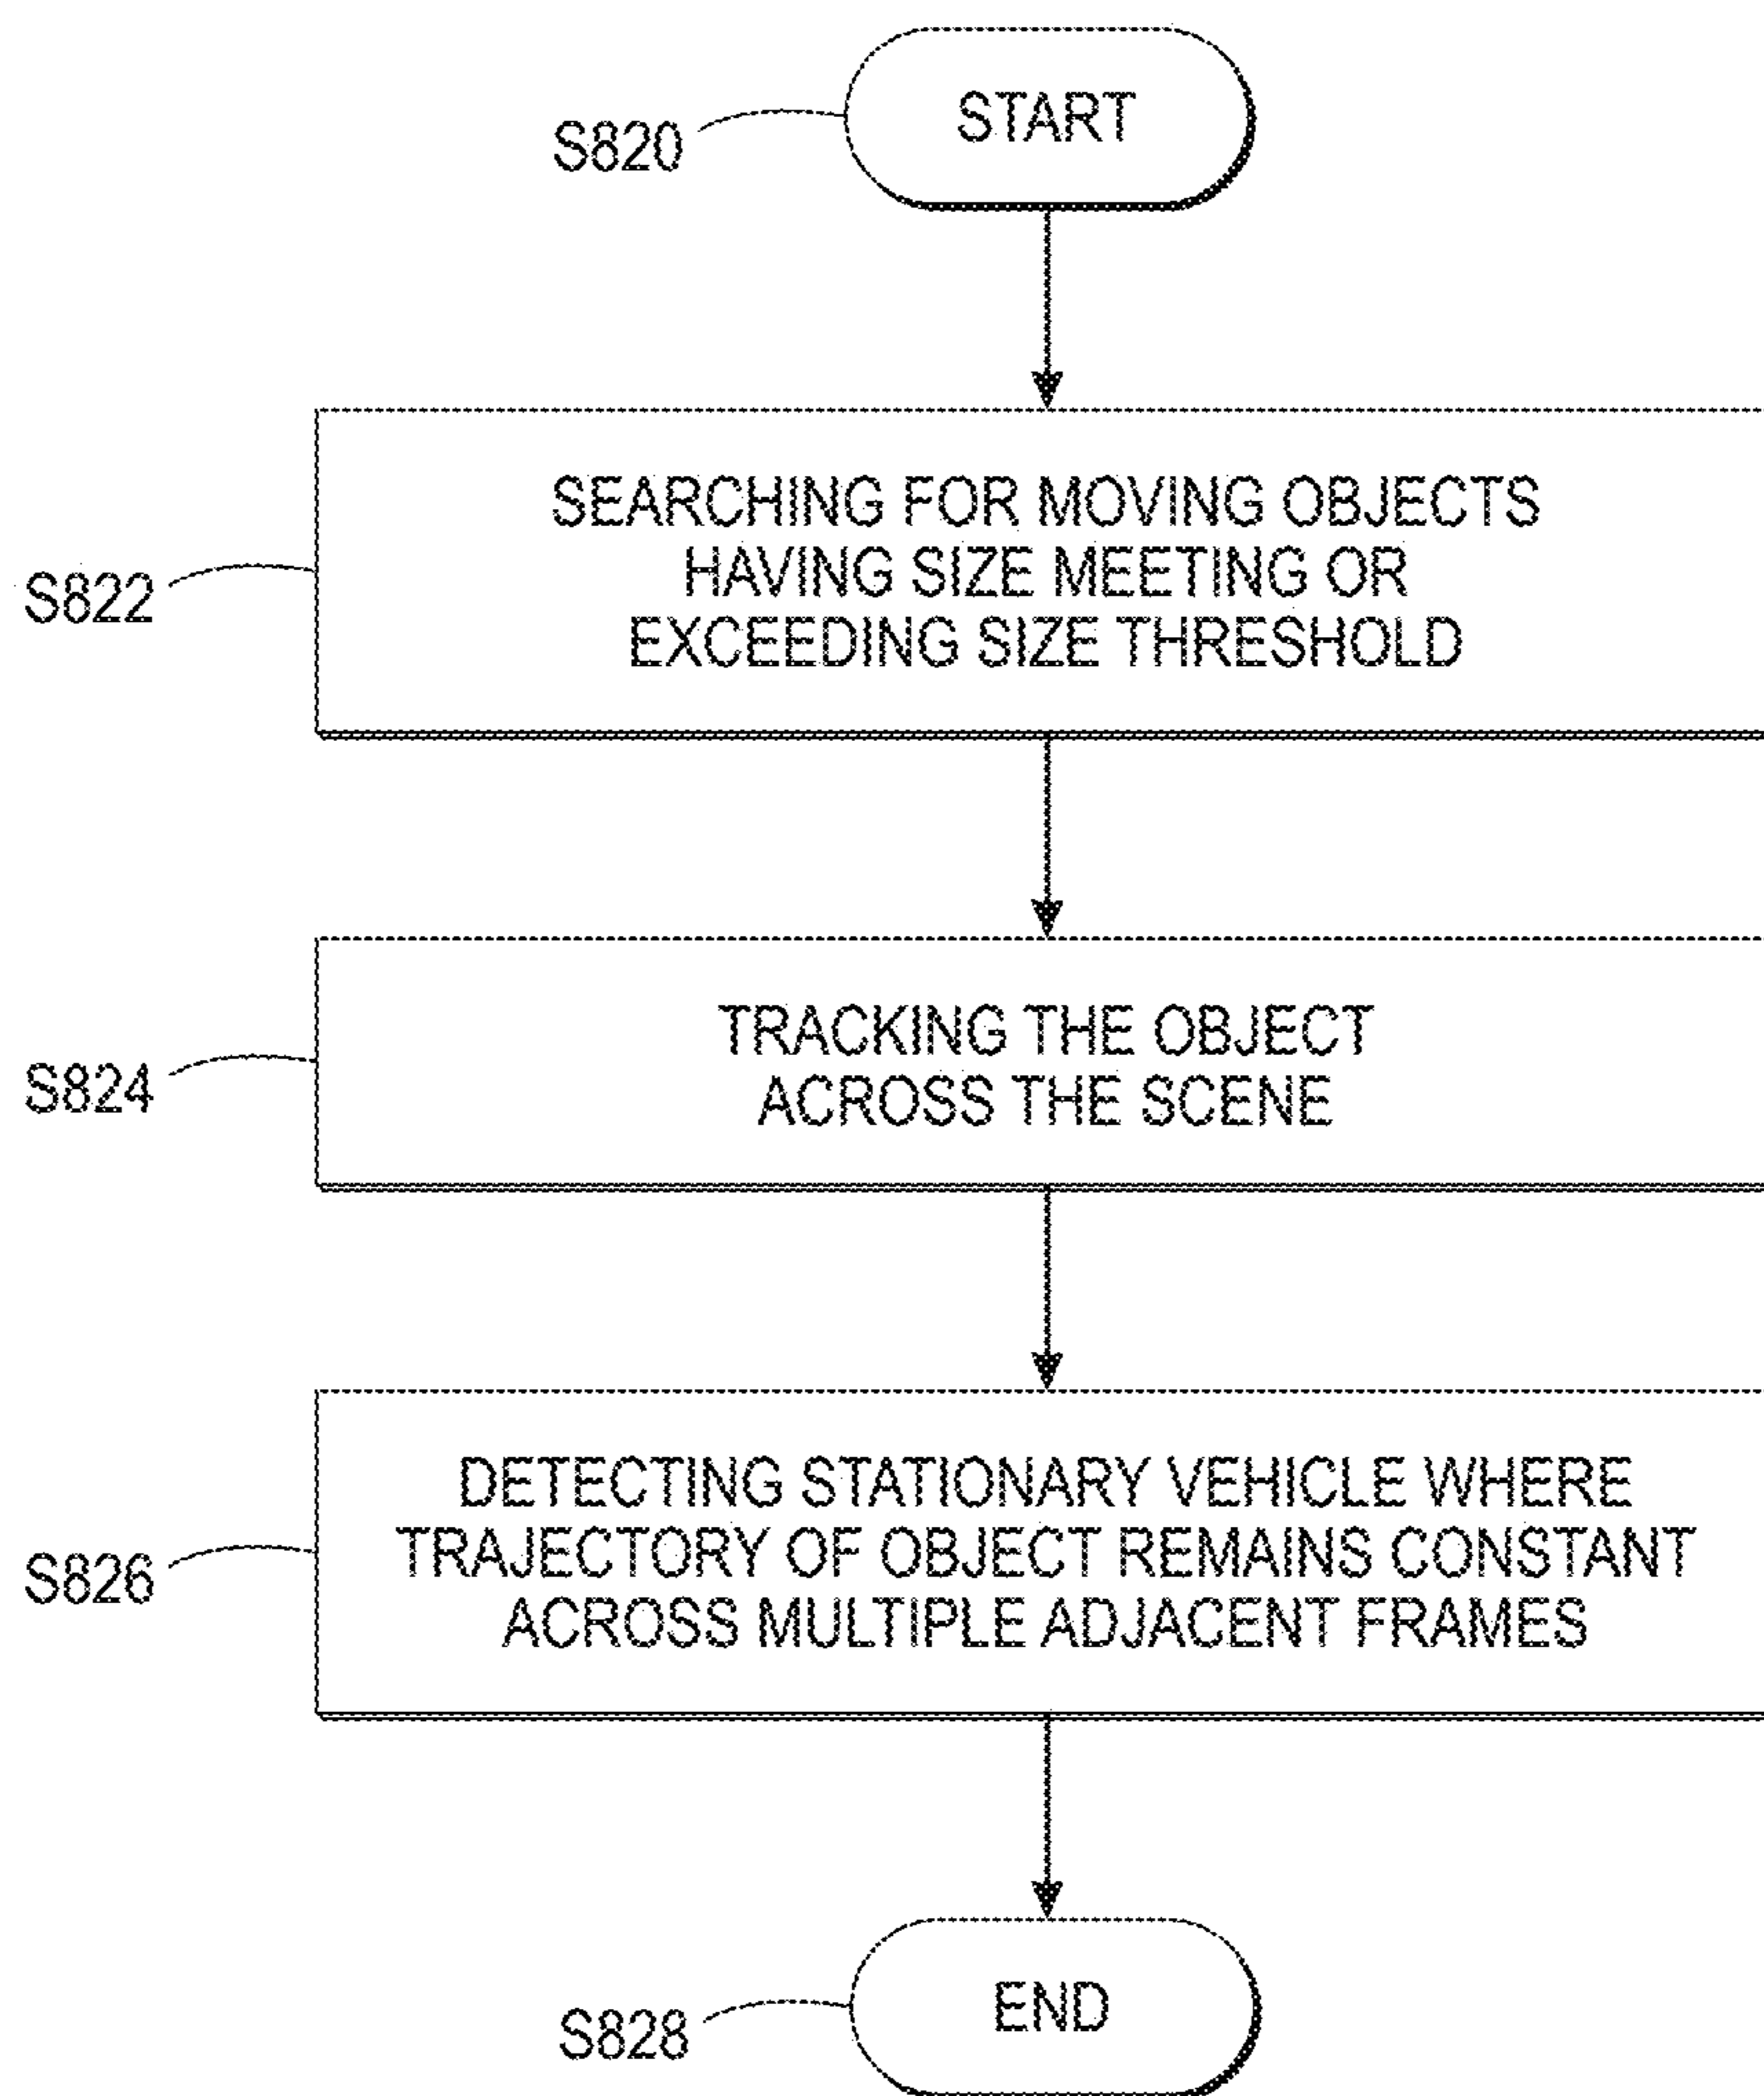 START
S820
SEARCHING FOR MOVING OBJECTS
HAVING SIZE MEETING OR
EXCEEDING SIZE THRESHOLD
S822
TRACKING THE OBJECT
ACROSS THE SCENE
S824
DETECTING STATIONARY VEHICLE WHERE
TRAJECTORY OF OBJECT REMAINS CONSTANT
ACROSS MULTIPLE ADJACENT FRAMES
S826
END
S828